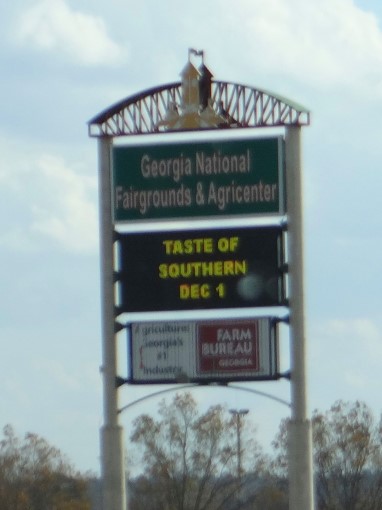 Georgia National
Fairgrounds & Agricenter
TASTE OF
SOUTHERN
DEC 1
Agriculture:
Georgia's
#1
Industry
FARM
BUREAU
GEORGIA